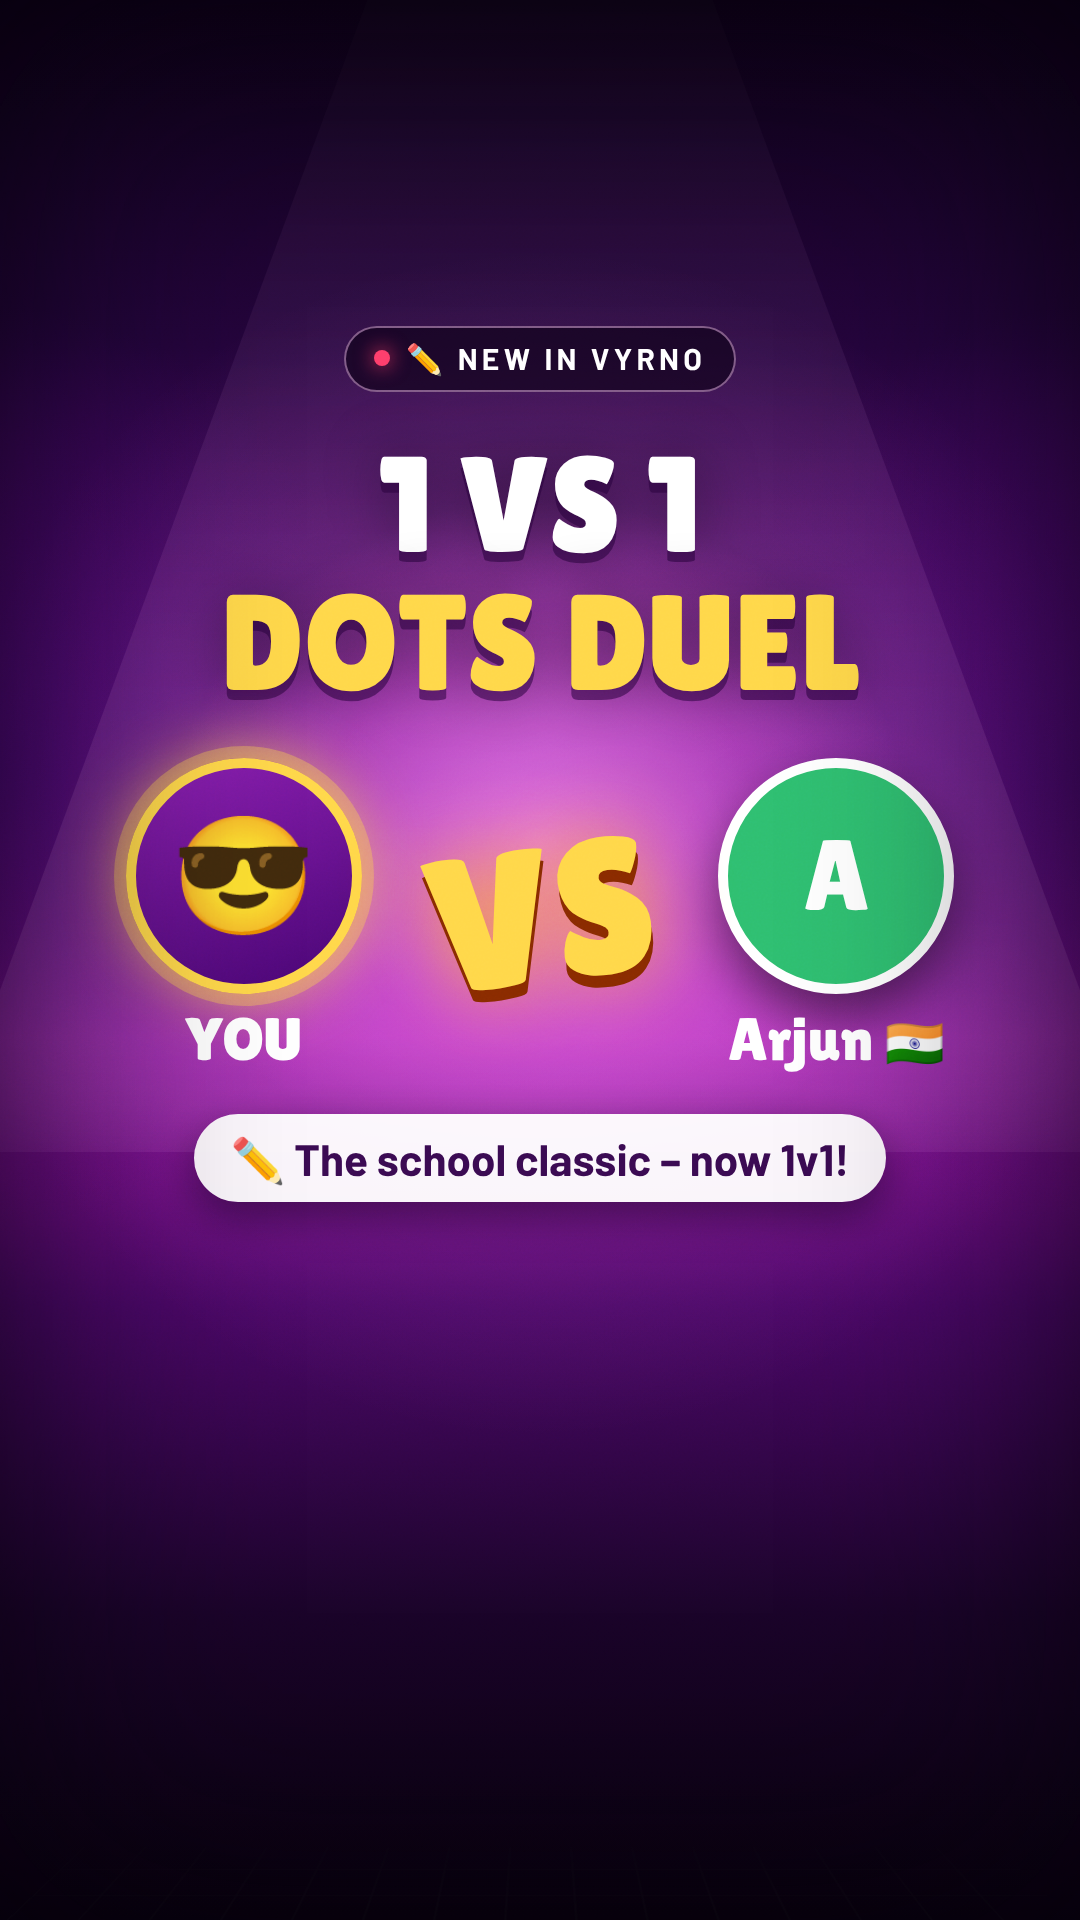 ✏️ NEW IN VYRNO
1 VS 1
DOTS DUEL
VS
A
YOU
Arjun 🇮🇳
✏️ The school classic – now 1v1!